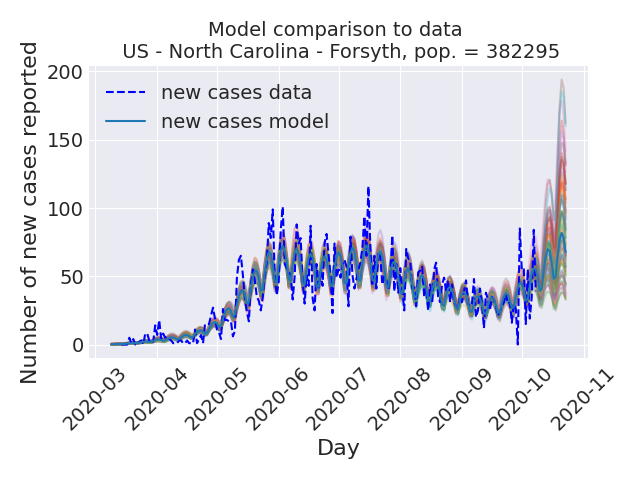 Model comparison to data
US - North Carolina - Forsyth, pop. = 382295
Number of new cases reported
200
150
100
50
0
new cases data
new cases model
2020-03
2020-04
2020-05
2020-06
2020-07
2020-08
2020-09
2020-10
2020-11
Day